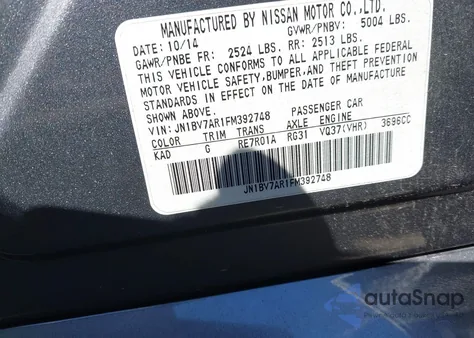 MANUFACTURED BY NISSAN MOTOR CO.,LTD.
DATE: 10/14 GVWR/PNBV: 5004 LBS.
GAWR/PNBE FR: 2524 LBS. RR: 2513 LBS.
THIS VEHICLE CONFORMS TO ALL APPLICABLE FEDERAL
MOTOR VEHICLE SAFETY,BUMPER,AND THEFT PREVENTION
STANDARDS IN EFFECT ON THE DATE OF MANUFACTURE
SHOWN ABOVE.
VIN: JN1BV7AR1FM392748 PASSENGER CAR
COLOR TRIM TRANS AXLE ENGINE
KAD G RE7R01A RG31 VQ37(VHR) 3696CC
JN1BV7AR1FM392748
autoSnap